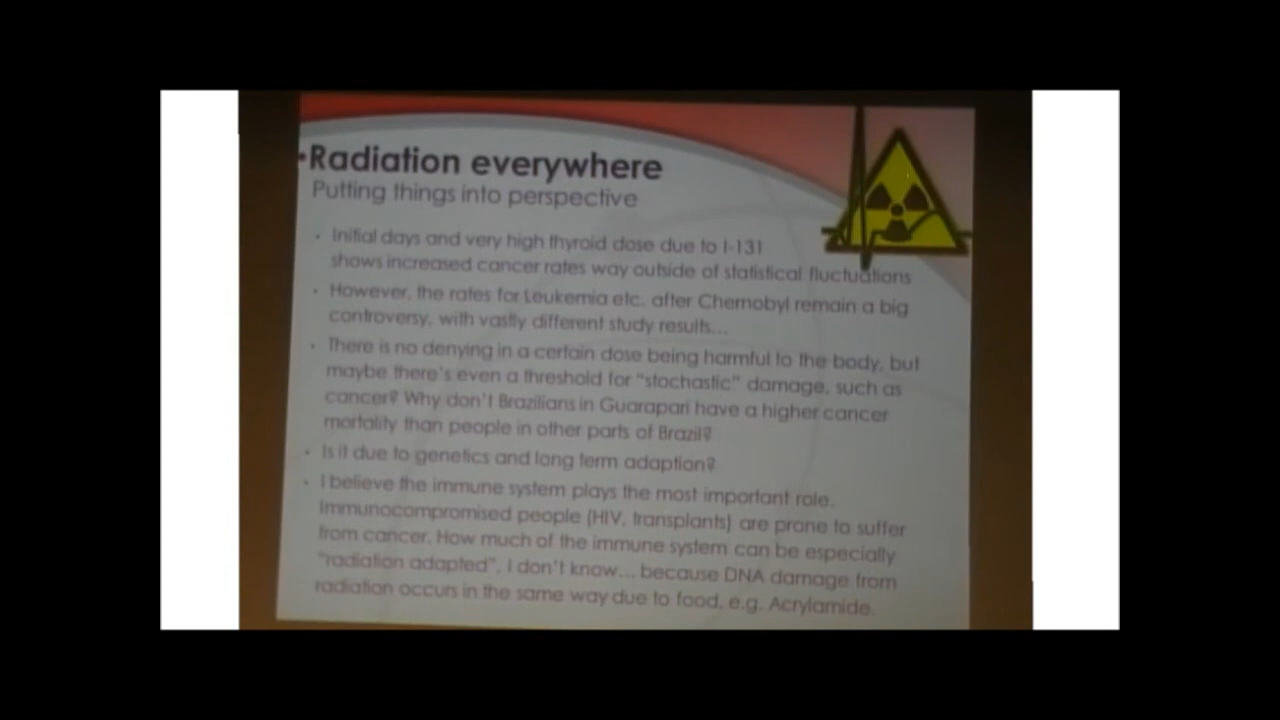 Radiation everywhere
Putting things into perspective
Initial days and very high thyroid dose due to I-131
shows increased cancer rates way outside of statistical fluctuations
However, the rates for Leukemia etc. after Chernobyl remain a big
controversy, with vastly different study results...
There is no denying in a certain dose being harmful to the body, but
maybe there's even a threshold for "stochastic" damage, such as
cancer? Why don't Brazilians in Guarapari have a higher cancer
mortality than people in other parts of Brazil?
Is it due to genetics and long term adaption?
I believe the immune system plays the most important role.
Immunocompromised people (HIV, transplants) are prone to suffer
from cancer. How much of the immune system can be especially
"radiation adapted", I don't know... because DNA damage from
radiation occurs in the same way due to food, e.g. Acrylamide.